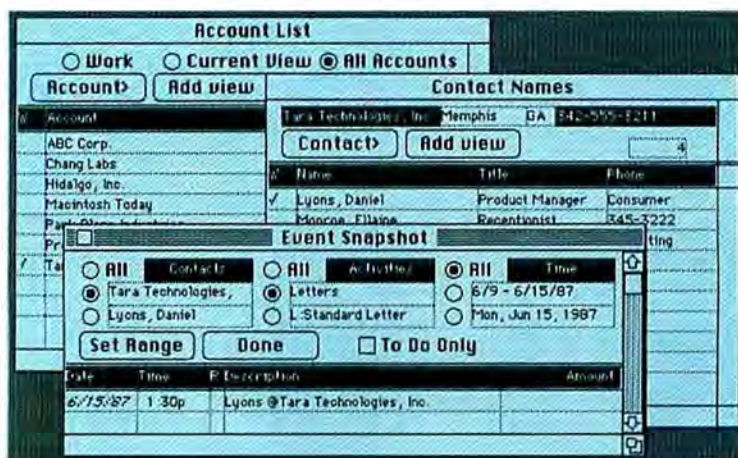 Account List
Work Current View All Accounts
Account> Add view
Account
ABC Corp.
Chang Labs
Hidalgo, Inc.
Macintosh Today
Contact Names
Tara Technologies, Inc. Memphis GA
Contact> Add view 4
Name Title Phone
✓ Lyons, Daniel Product Manager Consumer
Monroe, Ellaine Receptionist 345-3222
ting
Event Snapshot
All Contacts All Activities All Time
Tara Technologies, Letters 6/9 - 6/15/87
Lyons, Daniel L:Standard Letter Mon, Jun 15, 1987
Set Range Done To Do Only
Date Time R Description Amount
6/15/87 1:30p Lyons @Tara Technologies, Inc.